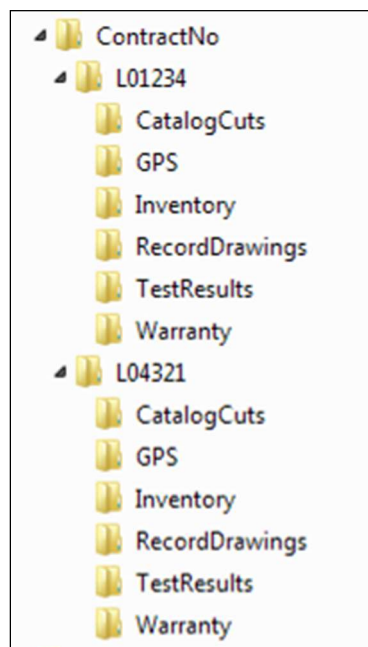 ContractNo
L01234
CatalogCuts
GPS
Inventory
RecordDrawings
TestResults
Warranty
L04321
CatalogCuts
GPS
Inventory
RecordDrawings
TestResults
Warranty